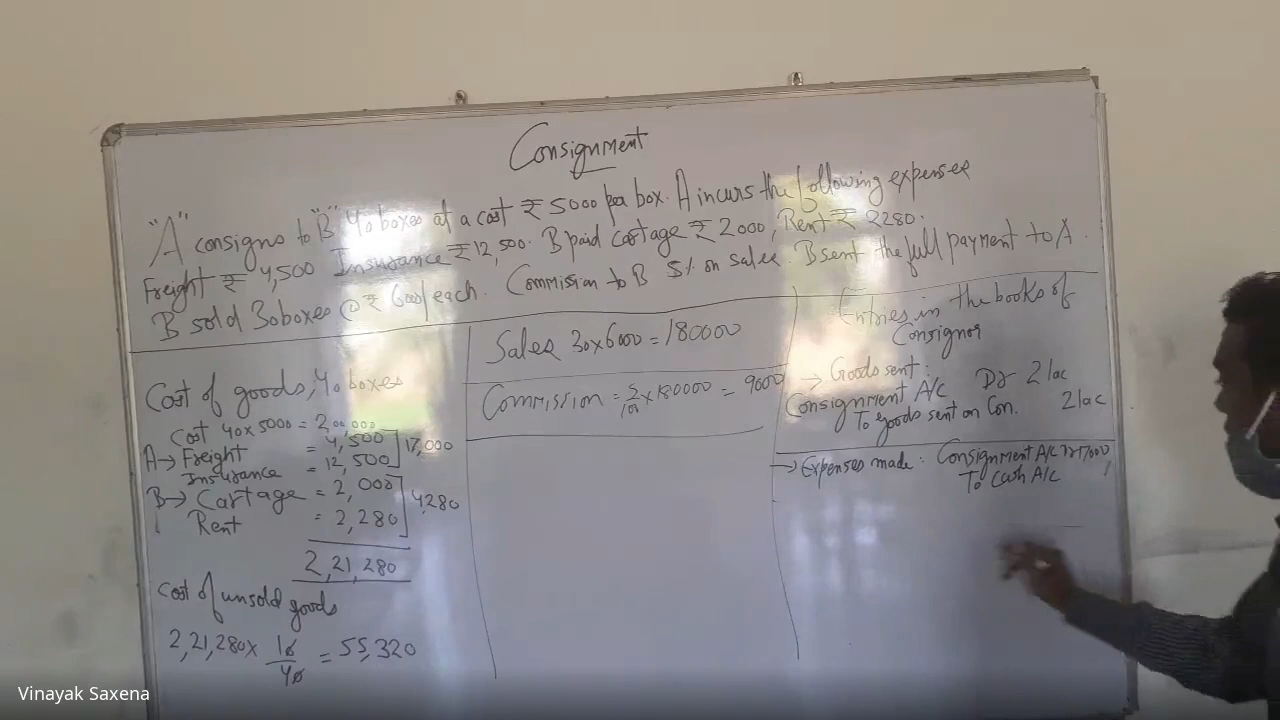 Consignment
"A" consigns to "B" 40 boxes at a cost ₹ 5000 per box. A incurs the following expenses
Freight ₹ 4,500 Insurance ₹ 12,500. B paid cartage ₹ 2000, Rent ₹ 2280.
B sold 30 boxes @ ₹ 6000/each. Commission to B 5% on sales. B sent the full payment to A.
Cost of goods, 40 boxes
Cost 40x5000 = 2,00,000
A→ Freight = 4,500 17,000
Insurance = 12,500
B→ Cartage = 2,000 4,280
Rent = 2,280
2,21,280
Cost of unsold goods
2,21,280 x 10/40 = 55,320
Sales 30x6000 = 180000
Commission = 5/100 x 180000 = 9000
Entries in the books of
Consignor
→ Goods sent:
Consignment A/C Dr 2 lac
To goods sent on Con. 2 lac
→ Expenses made: Consignment A/C Dr 17000
To Cash A/C
Vinayak Saxena